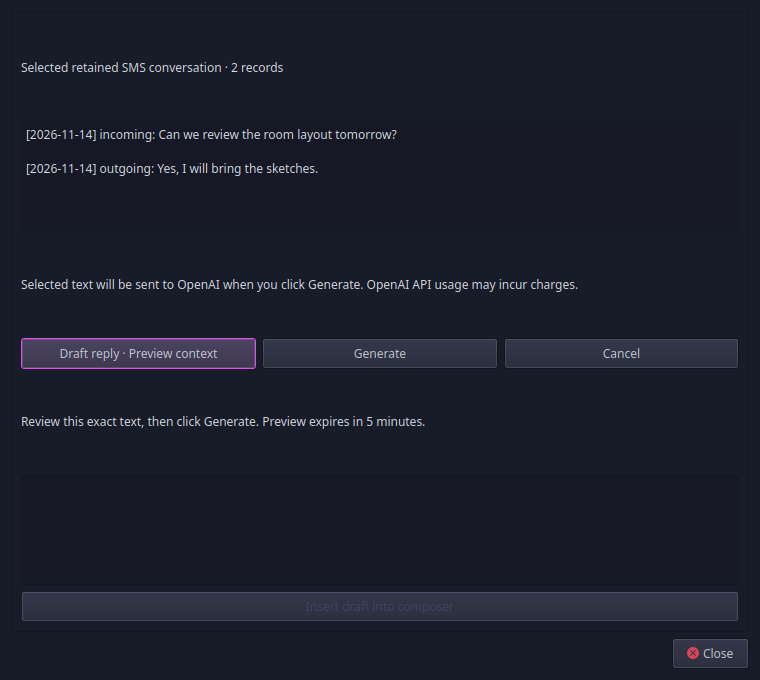 Selected retained SMS conversation · 2 records
[2026-11-14] incoming: Can we review the room layout tomorrow?
[2026-11-14] outgoing: Yes, I will bring the sketches.
Selected text will be sent to OpenAI when you click Generate. OpenAI API usage may incur charges.
Draft reply · Preview context
Generate
Cancel
Review this exact text, then click Generate. Preview expires in 5 minutes.
Insert draft into composer
Close